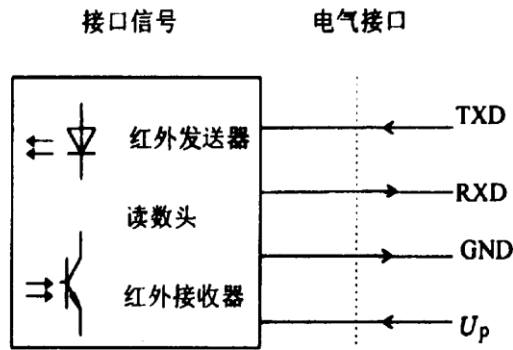 接口信号 电气接口
红外发送器 TXD
RXD
读数头
GND
红外接收器
Up